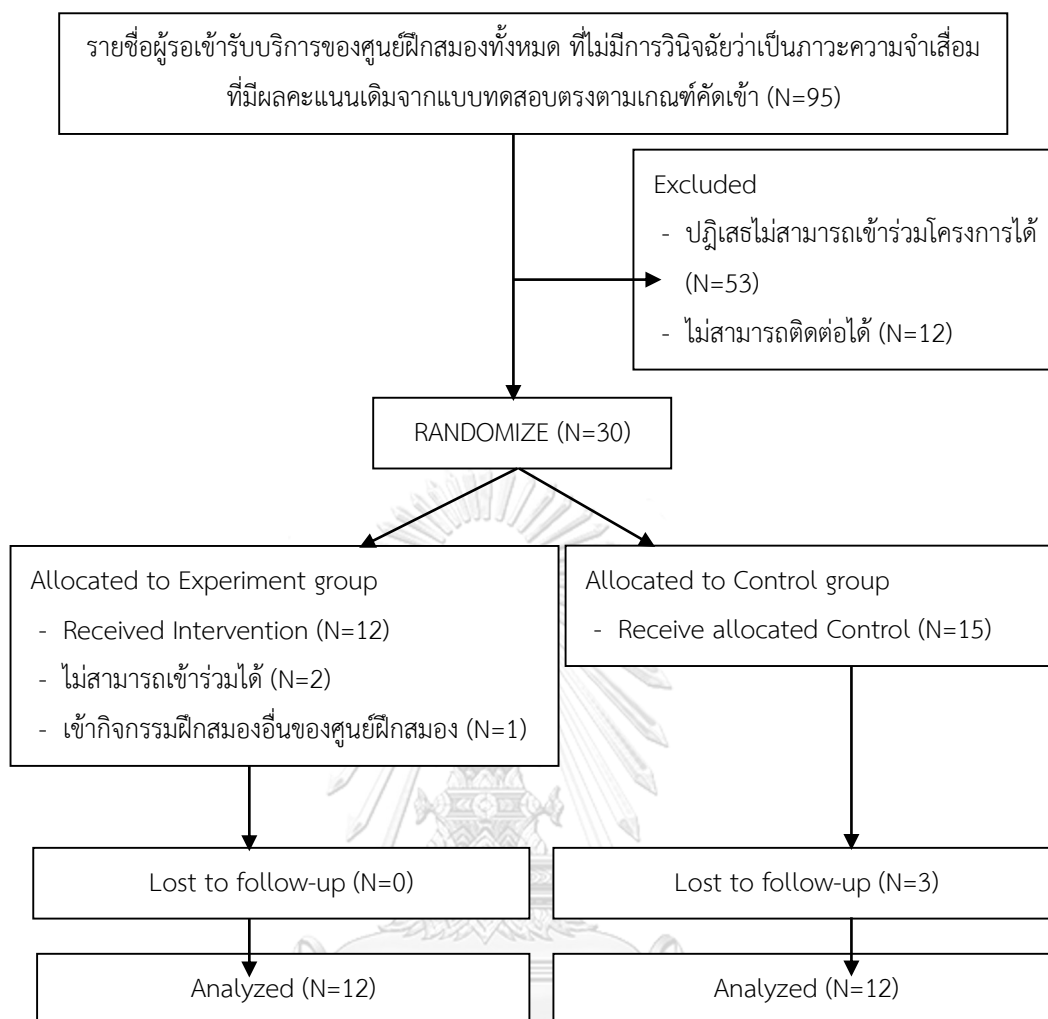 รายชื่อผู้รอเข้ารับบริการของศูนย์ฝึกสมองทั้งหมด ที่ไม่มีการวินิจฉัยว่าเป็นภาวะความจำเสื่อม
ที่มีผลคะแนนเดิมจากแบบทดสอบตรงตามเกณฑ์คัดเข้า (N=95)
Excluded
- ปฎิเสธไม่สามารถเข้าร่วมโครงการได้
(N=53)
- ไม่สามารถติดต่อได้ (N=12)
RANDOMIZE (N=30)
Allocated to Experiment group
- Received Intervention (N=12)
- ไม่สามารถเข้าร่วมได้ (N=2)
- เข้ากิจกรรมฝึกสมองอื่นของศูนย์ฝึกสมอง (N=1)
Allocated to Control group
- Receive allocated Control (N=15)
Lost to follow-up (N=0)
Lost to follow-up (N=3)
Analyzed (N=12)
Analyzed (N=12)